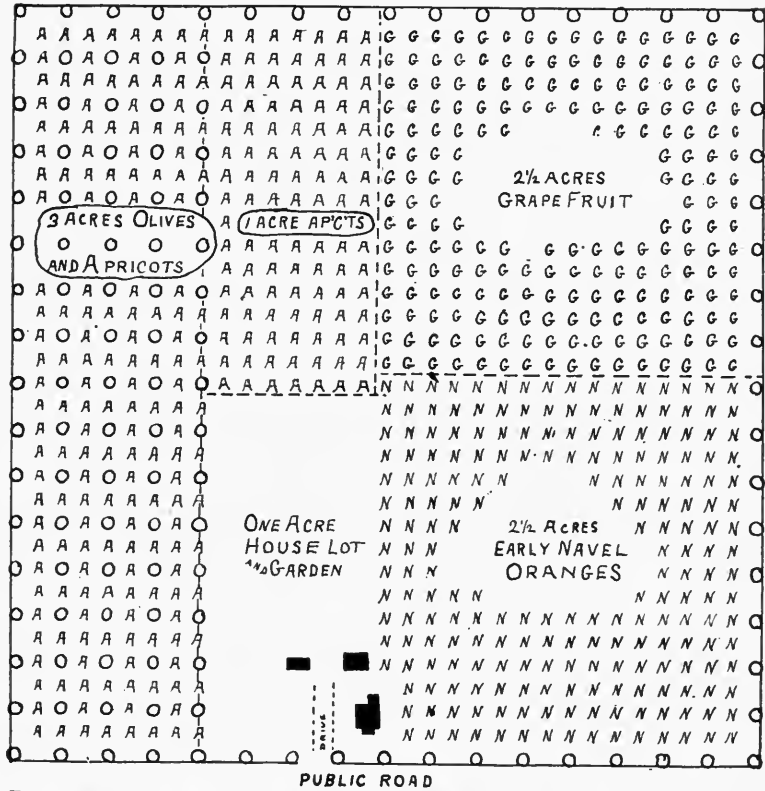 3 ACRES OLIVES
AND APRICOTS
1 ACRE AP'C'TS
2½ ACRES
GRAPE FRUIT
ONE ACRE
HOUSE LOT
AND GARDEN
2½ ACRES
EARLY NAVEL
ORANGES
DRIVE
PUBLIC ROAD